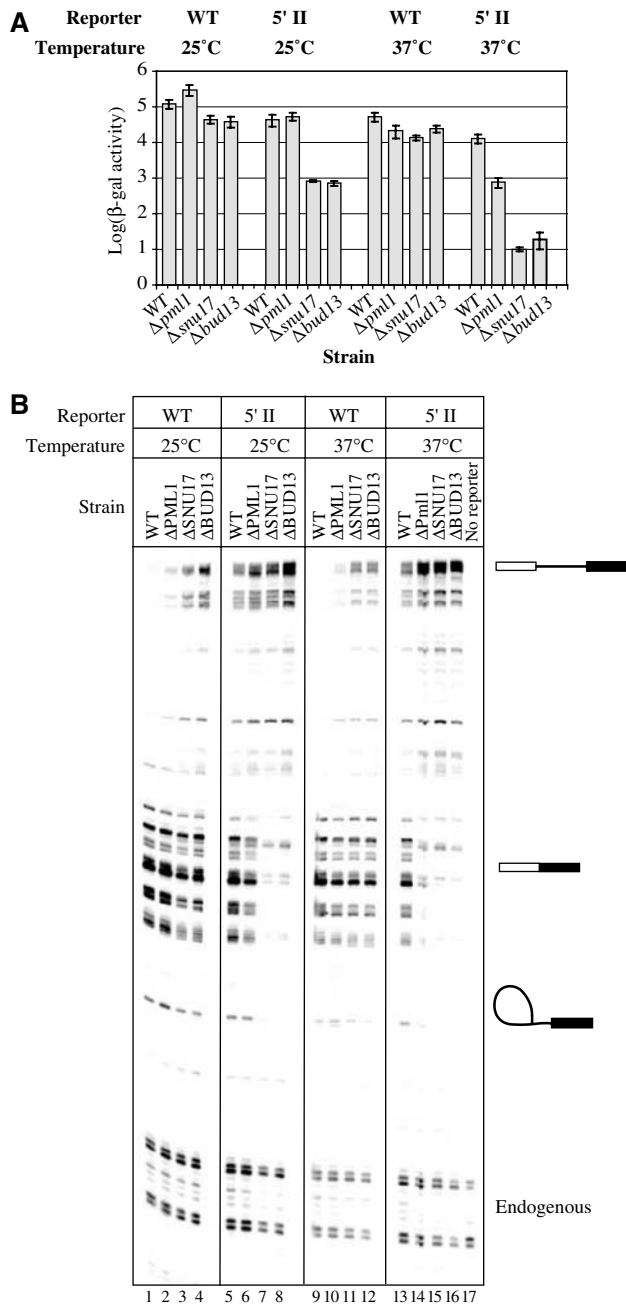 A
Reporter WT 5' II WT 5' II
Temperature 25°C 25°C 37°C 37°C
Log(β-gal activity)
6
5
4
3
2
1
0
WT Δpml1 Δsnu17 Δbud13 WT Δpml1 Δsnu17 Δbud13 WT Δpml1 Δsnu17 Δbud13 WT Δpml1 Δsnu17 Δbud13
Strain
B
Reporter WT 5' II WT 5' II
Temperature 25°C 25°C 37°C 37°C
Strain WT ΔPML1 ΔSNU17 ΔBUD13 WT ΔPML1 ΔSNU17 ΔBUD13 WT ΔPML1 ΔSNU17 ΔBUD13 WT ΔPml1 ΔSNU17 ΔBUD13 No reporter
Endogenous
1 2 3 4 5 6 7 8 9 10 11 12 13 14 15 16 17